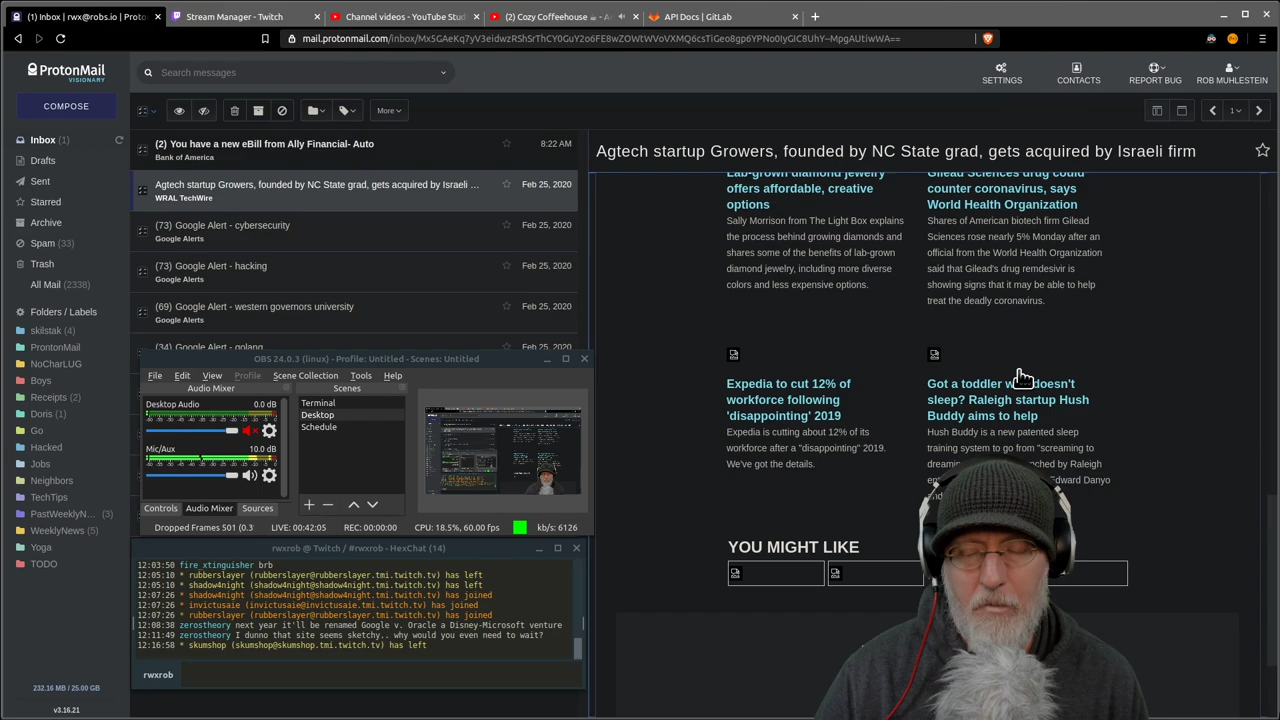 (1) Inbox | rwx@robs.io | Proto
Stream Manager - Twitch
Channel videos - YouTube Stud
(2) Cozy Coffeehouse
API Docs | GitLab
ProtonMail
VISIONARY
Search messages
SETTINGS
CONTACTS
REPORT BUG
ROB MUHLESTEIN
COMPOSE
More
1
Inbox (1)
Drafts
Sent
Starred
Archive
Spam (33)
Trash
All Mail (2338)
Folders / Labels
skilstak (4)
ProtonMail
NoCharLUG
Boys
Receipts (2)
Doris (1)
Go
Hacked
Jobs
Neighbors
TechTips
PastWeeklyN... (3)
WeeklyNews (5)
Yoga
TODO
232.16 MB / 25.00 GB
v3.16.21
(2) You have a new eBill from Ally Financial- Auto
8:22 AM
Bank of America
Agtech startup Growers, founded by NC State grad, gets acquired by Israeli ...
Feb 25, 2020
WRAL TechWire
(73) Google Alert - cybersecurity
Feb 25, 2020
Google Alerts
(73) Google Alert - hacking
Feb 25, 2020
Google Alerts
(69) Google Alert - western governors university
Feb 25, 2020
Google Alerts
(34) Google Alert - golang
Feb 25, 2020
Agtech startup Growers, founded by NC State grad, gets acquired by Israeli firm
Lab-grown diamond jewelry
offers affordable, creative
options
Sally Morrison from The Light Box explains
the process behind growing diamonds and
shares some of the benefits of lab-grown
diamond jewelry, including more diverse
colors and less expensive options.
Gilead Sciences drug could
counter coronavirus, says
World Health Organization
Shares of American biotech firm Gilead
Sciences rose nearly 5% Monday after an
official from the World Health Organization
said that Gilead's drug remdesivir is
showing signs that it may be able to help
treat the deadly coronavirus.
Expedia to cut 12% of
workforce following
'disappointing' 2019
Expedia is cutting about 12% of its
workforce after a "disappointing" 2019.
We've got the details.
Got a toddler doesn't
sleep? Raleigh startup Hush
Buddy aims to help
Hush Buddy is a new patented sleep
training system to go from "screaming to
by Raleigh
Edward Danyo
YOU MIGHT LIKE
OBS 24.0.3 (linux) - Profile: Untitled - Scenes: Untitled
File Edit View Profile Scene Collection Tools Help
Audio Mixer
Scenes
Desktop Audio 0.0 dB
Mic/Aux 10.0 dB
Terminal
Desktop
Schedule
Controls Audio Mixer Sources
Dropped Frames 501 (0.3
LIVE: 00:42:05
REC: 00:00:00
CPU: 18.5%, 60.00 fps
kb/s: 6126
rwxrob @ Twitch / #rwxrob - HexChat (14)
12:03:50 fire_xtinguisher brb
12:05:10 * rubberslayer (rubberslayer@rubberslayer.tmi.twitch.tv) has left
12:05:10 * shadow4night (shadow4night@shadow4night.tmi.twitch.tv) has left
12:07:26 * shadow4night (shadow4night@shadow4night.tmi.twitch.tv) has joined
12:07:26 * invictusaie (invictusaie@invictusaie.tmi.twitch.tv) has joined
12:07:26 * rubberslayer (rubberslayer@rubberslayer.tmi.twitch.tv) has joined
12:08:38 zerostheory next year it'll be renamed Google v. Oracle a Disney-Microsoft venture
12:11:49 zerostheory I dunno that site seems sketchy.. why would you even need to wait?
12:16:58 * skumshop (skumshop@skumshop.tmi.twitch.tv) has left
rwxrob